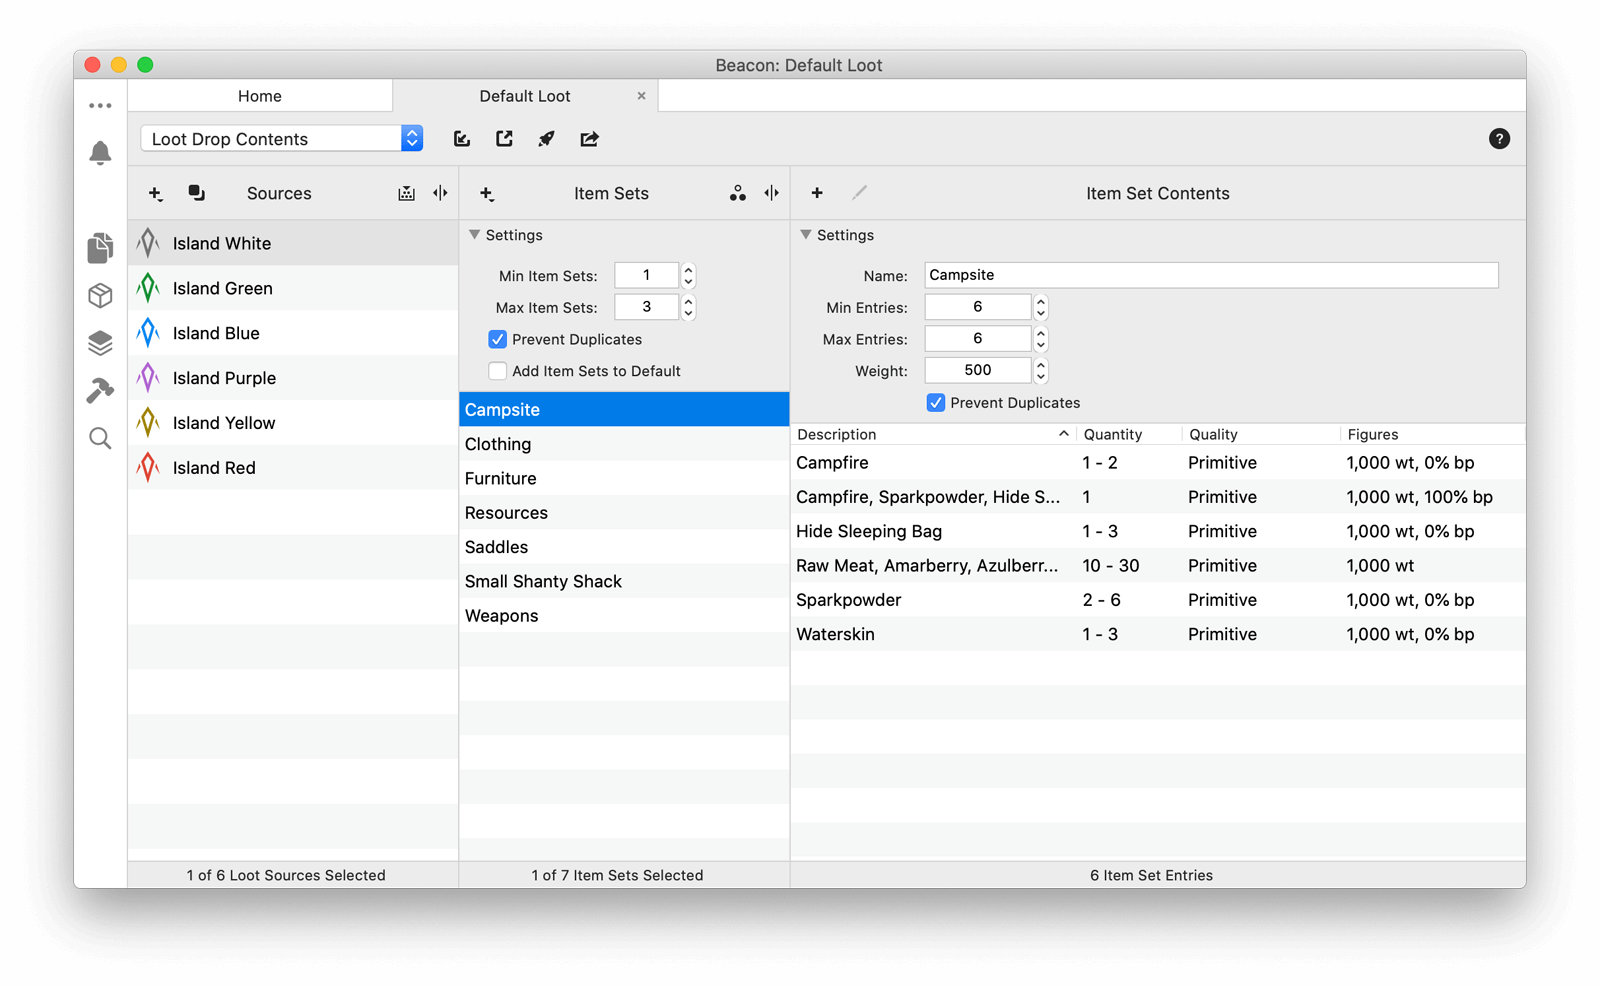 Beacon: Default Loot
Home
Default Loot
Loot Drop Contents
?
Sources
Item Sets
Item Set Contents
Island White
Island Green
Island Blue
Island Purple
Island Yellow
Island Red
1 of 6 Loot Sources Selected
Settings
Min Item Sets: 1
Max Item Sets: 3
Prevent Duplicates
Add Item Sets to Default
Campsite
Clothing
Furniture
Resources
Saddles
Small Shanty Shack
Weapons
1 of 7 Item Sets Selected
Settings
Name: Campsite
Min Entries: 6
Max Entries: 6
Weight: 500
Prevent Duplicates
Description Quantity Quality Figures
Campfire 1 - 2 Primitive 1,000 wt, 0% bp
Campfire, Sparkpowder, Hide S... 1 Primitive 1,000 wt, 100% bp
Hide Sleeping Bag 1 - 3 Primitive 1,000 wt, 0% bp
Raw Meat, Amarberry, Azulberr... 10 - 30 Primitive 1,000 wt
Sparkpowder 2 - 6 Primitive 1,000 wt, 0% bp
Waterskin 1 - 3 Primitive 1,000 wt, 0% bp
6 Item Set Entries